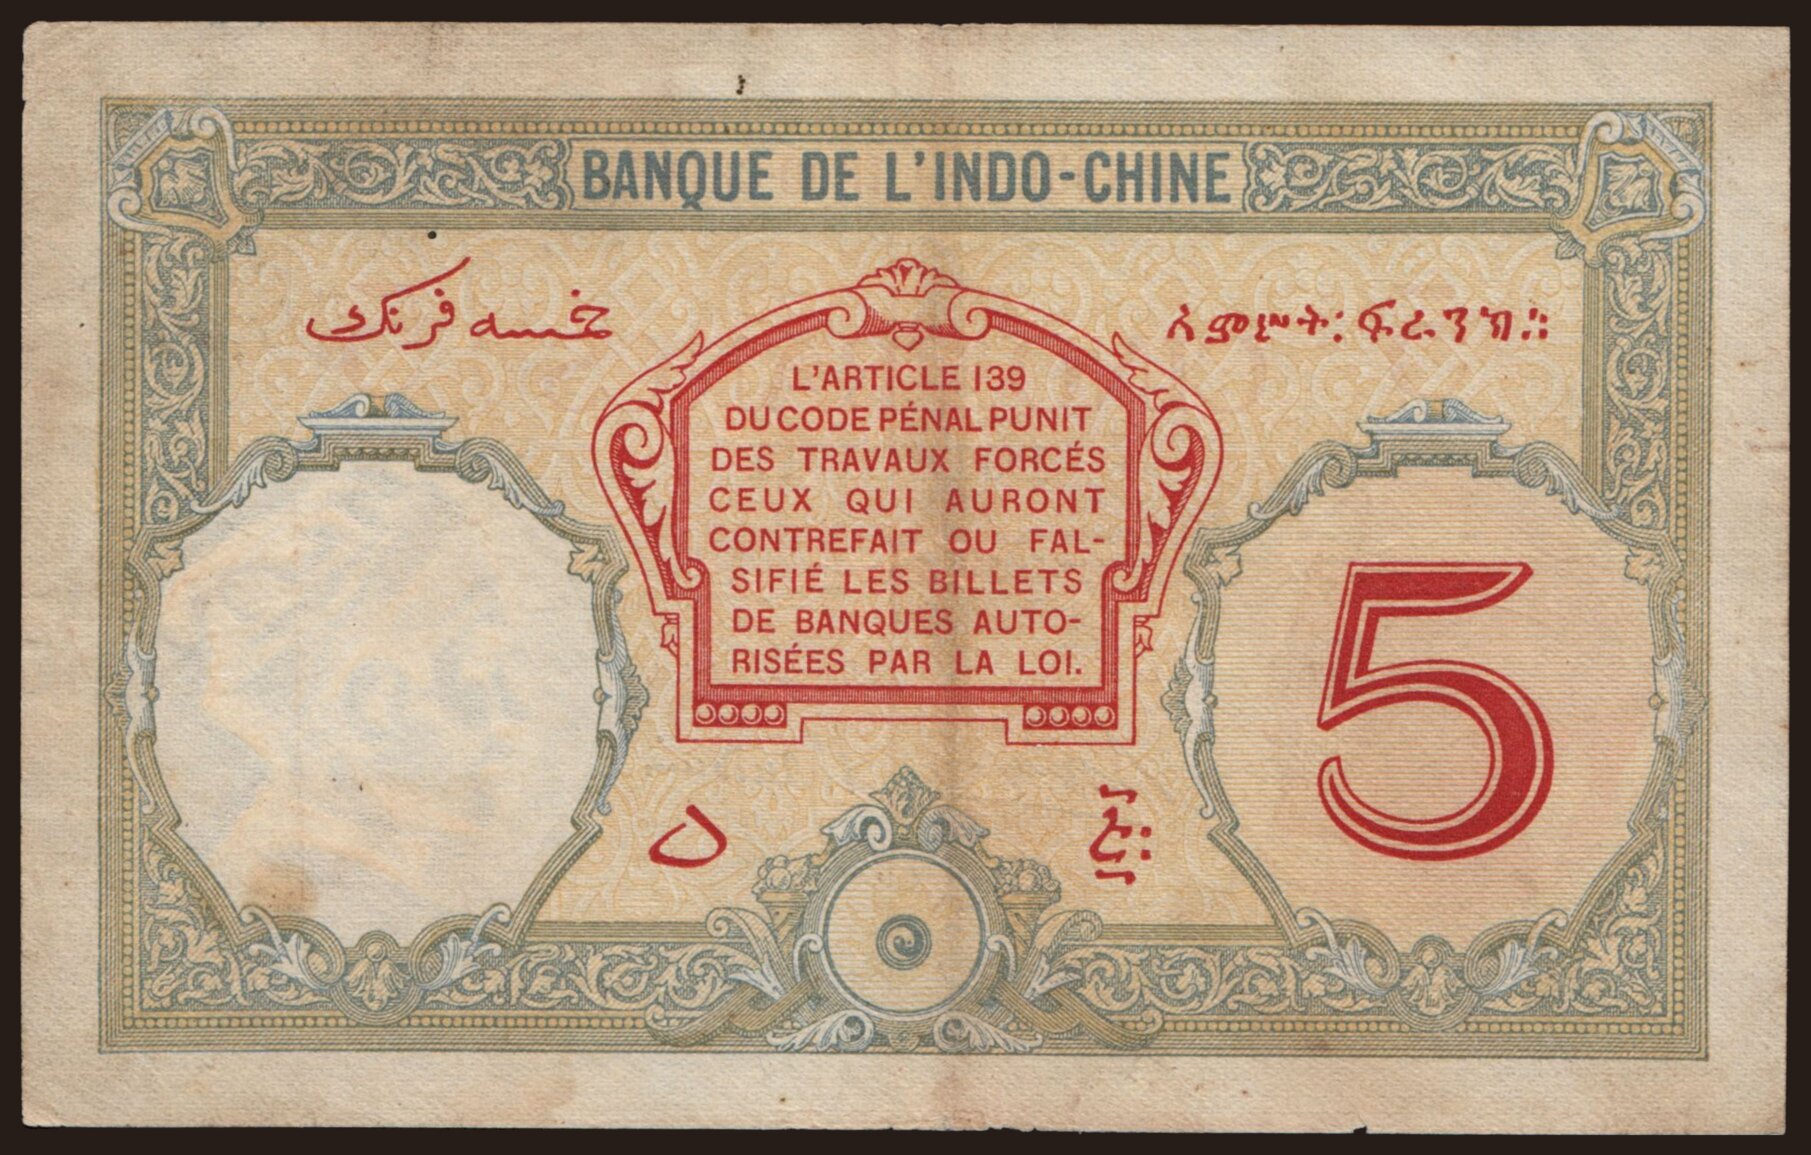 BANQUE DE L'INDO-CHINE
خمسه فرنك
አምሚስት፡ ፍራንክ።
L'ARTICLE 139
DU CODE PÉNAL PUNIT
DES TRAVAUX FORCÉS
CEUX QUI AURONT
CONTREFAIT OU FAL-
SIFIÉ LES BILLETS
DE BANQUES AUTO-
RISÉES PAR LA LOI.
5
٥
፭፡